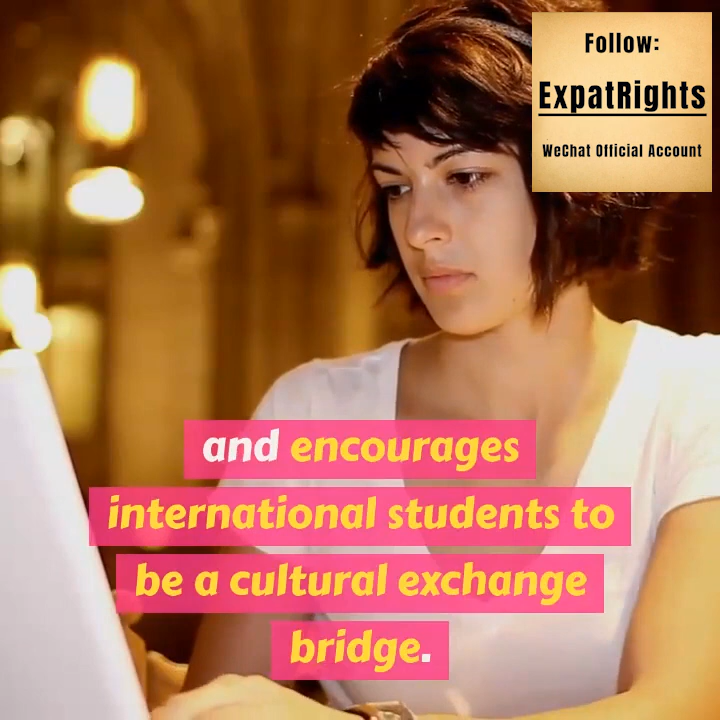 Follow:
ExpatRights
WeChat Official Account
and encourages
international students to
be a cultural exchange
bridge.